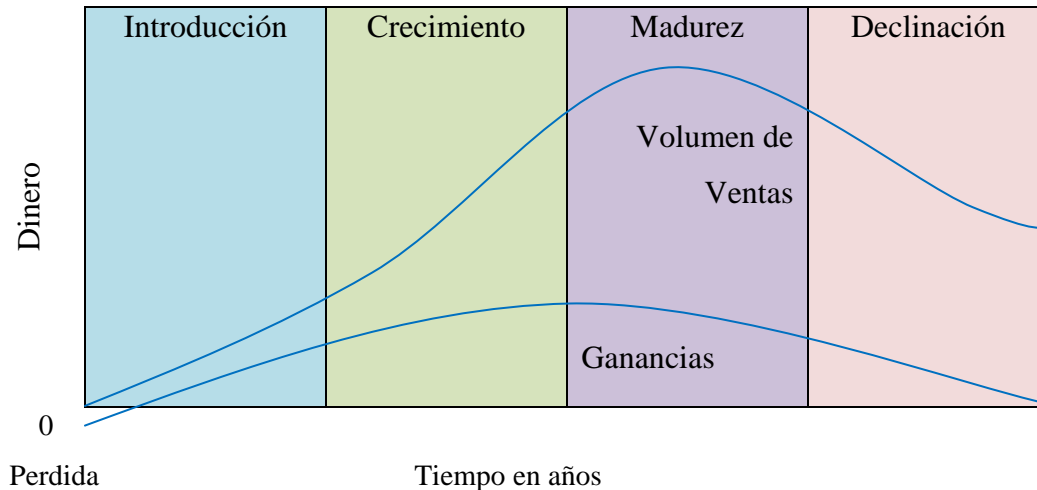 Introducción
Crecimiento
Madurez
Declinación
Dinero
Volumen de
Ventas
Ganancias
0
Perdida
Tiempo en años